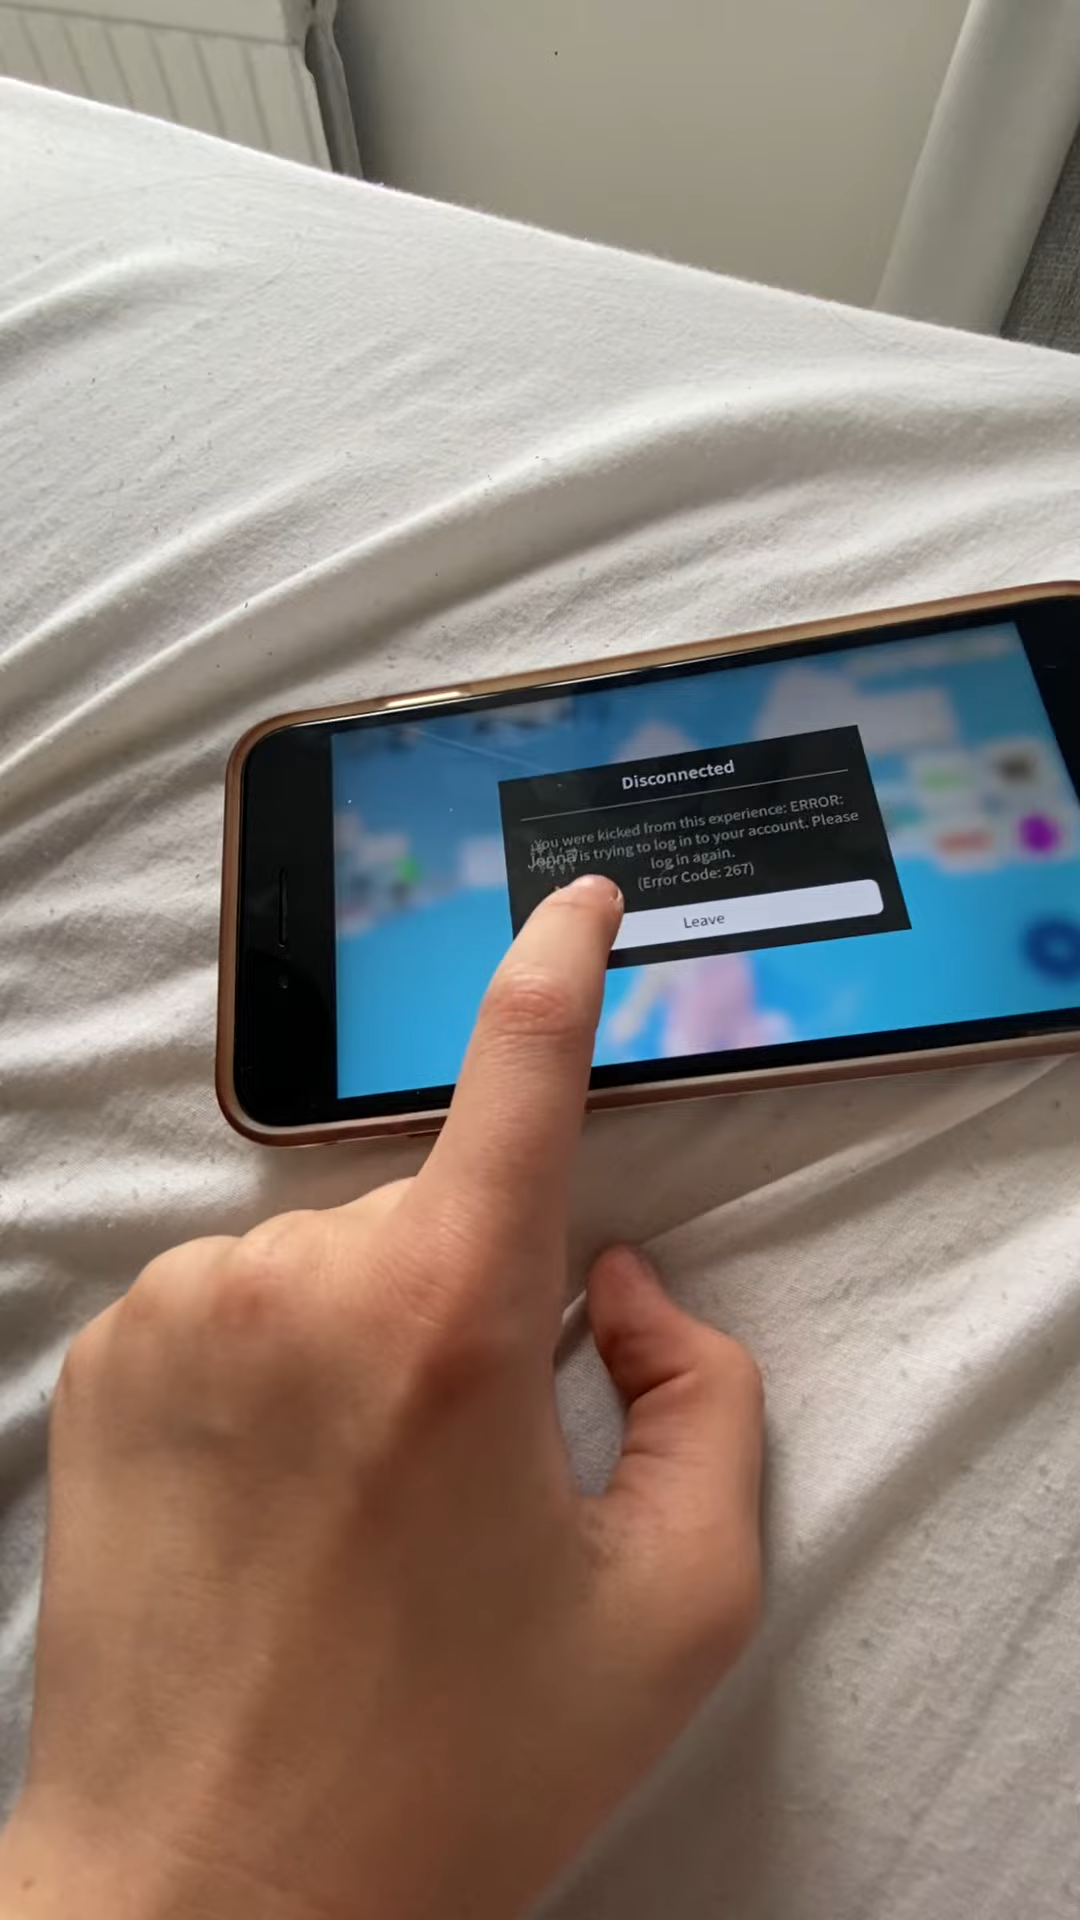 Disconnected
You were kicked from this experience: ERROR:
Jenna is trying to log in to your account. Please
log in again.
(Error Code: 267)
Leave